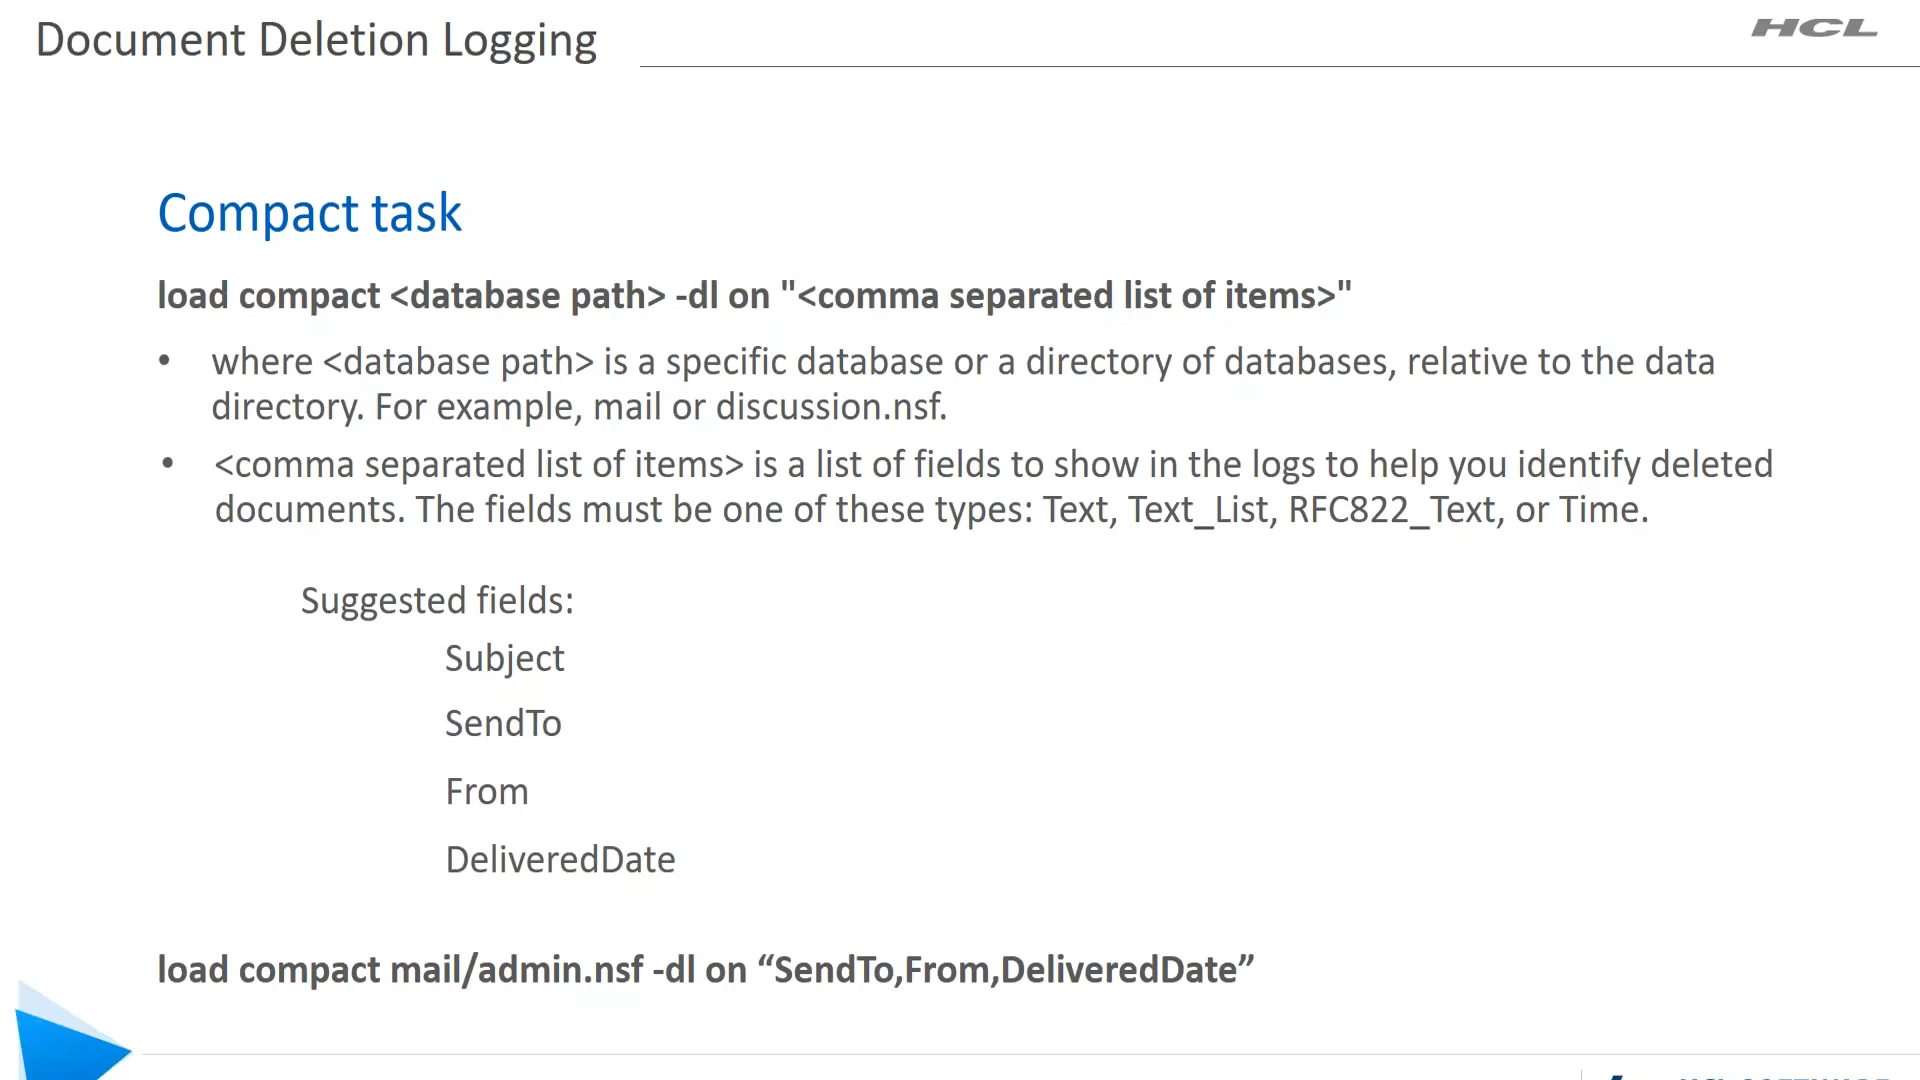 Document Deletion Logging
HCL
Compact task
load compact <database path> -dl on "<comma separated list of items>"
• where <database path> is a specific database or a directory of databases, relative to the data
directory. For example, mail or discussion.nsf.
• <comma separated list of items> is a list of fields to show in the logs to help you identify deleted
documents. The fields must be one of these types: Text, Text_List, RFC822_Text, or Time.
Suggested fields:
Subject
SendTo
From
DeliveredDate
load compact mail/admin.nsf -dl on “SendTo,From,DeliveredDate”